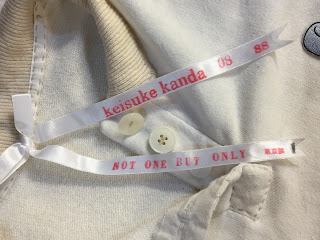 keisuke kanda 08 SS
NOT ONE BUT ONLY